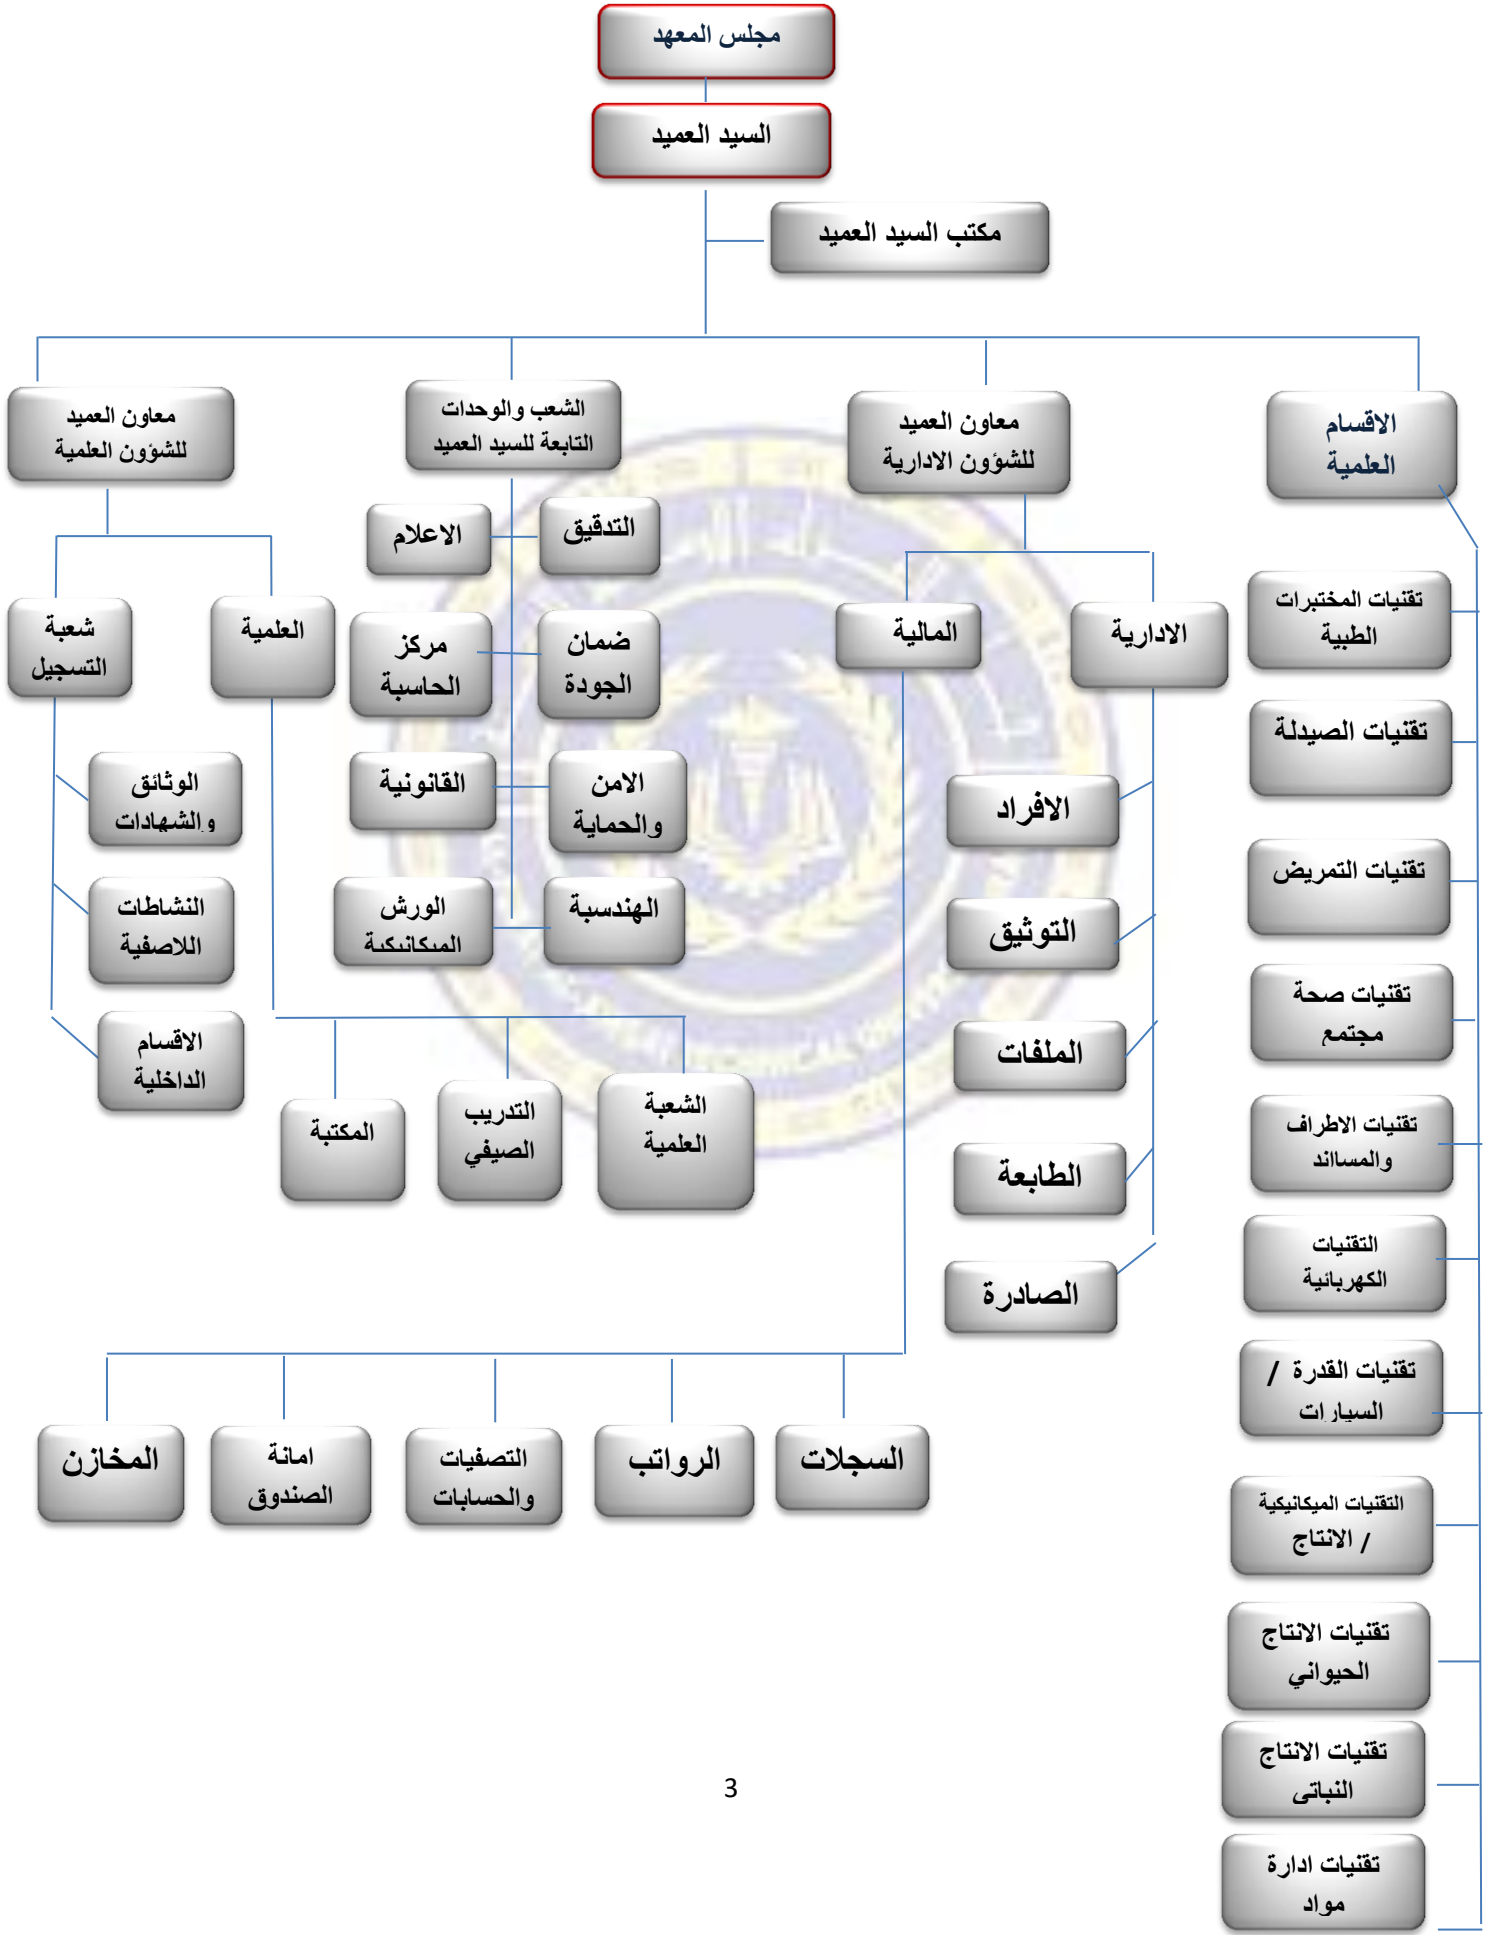 مجلس المعهد
السيد العميد
مكتب السيد العميد
الاقسام
العلمية
معاون العميد
للشؤون الادارية
الشعب والوحدات
التابعة للسيد العميد
معاون العميد
للشؤون العلمية
تقنيات المختبرات
الطبية
تقنيات الصيدلة
تقنيات التمريض
تقنيات صحة
مجتمع
تقنيات الاطراف
والمسااند
التقنيات
الكهربائية
تقنيات القدرة /
السيارات
التقنيات الميكانيكية
/ الانتاج
تقنيات الانتاج
الحيواني
تقنيات الانتاج
النباتي
تقنيات ادارة
مواد
الادارية
المالية
الافراد
التوثيق
الملفات
الطابعة
الصادرة
السجلات
الرواتب
التصفيات
والحسابات
امانة
الصندوق
المخازن
التدقيق
الاعلام
ضمان
الجودة
مركز
الحاسبة
الامن
والحماية
القانونية
الهندسية
الورش
الميكانيكية
العلمية
شعبة
التسجيل
الوثائق
والشهادات
النشاطات
اللاصفية
الاقسام
الداخلية
الشعبة
العلمية
التدريب
الصيفي
المكتبة
3